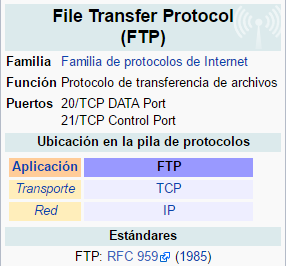 File Transfer Protocol
(FTP)
Familia Familia de protocolos de Internet
Función Protocolo de transferencia de archivos
Puertos 20/TCP DATA Port
21/TCP Control Port
Ubicación en la pila de protocolos
Aplicación FTP
Transporte TCP
Red IP
Estándares
FTP: RFC 959 (1985)